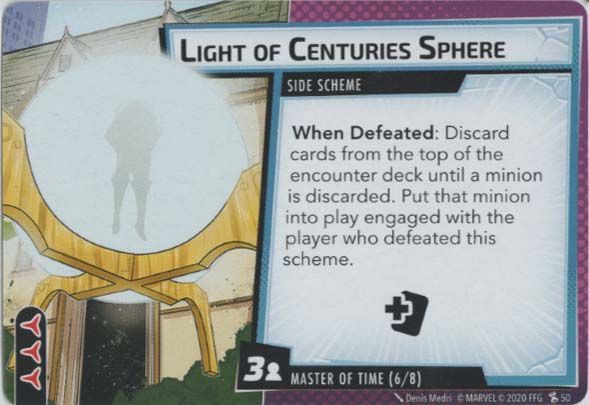 LIGHT OF CENTURIES SPHERE
SIDE SCHEME
When Defeated: Discard
cards from the top of the
encounter deck until a minion
is discarded. Put that minion
into play engaged with the
player who defeated this
scheme.
3
MASTER OF TIME (6/8)
Denis Medri © MARVEL © 2020 FFG 50